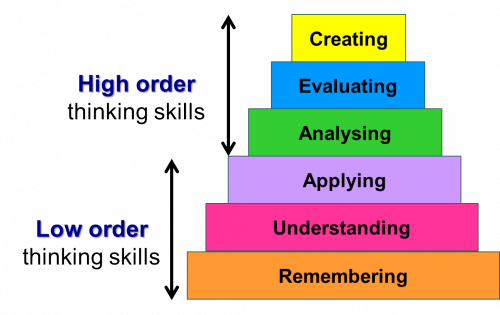 Creating
Evaluating
High order
thinking skills
Analysing
Applying
Low order
thinking skills
Understanding
Remembering